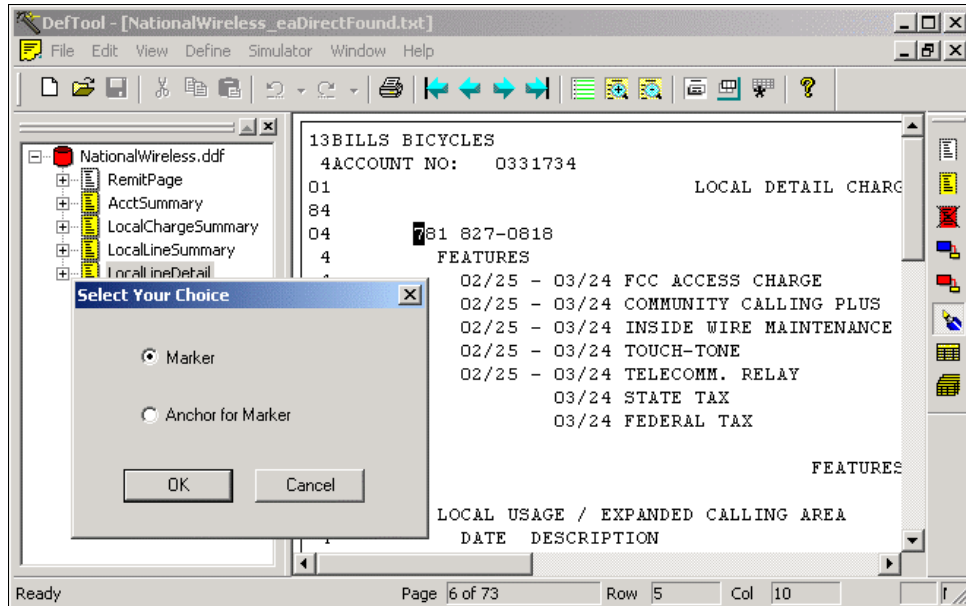 DefTool - [NationalWireless_eaDirectFound.txt]
File Edit View Define Simulator Window Help
NationalWireless.ddf
RemitPage
AcctSummary
LocalChargeSummary
LocalLineSummary
LocalLineDetail
13BILLS BICYCLES
4ACCOUNT NO: 0331734
01 LOCAL DETAIL CHARG
84
04 781 827-0818
4 FEATURES
02/25 - 03/24 FCC ACCESS CHARGE
02/25 - 03/24 COMMUNITY CALLING PLUS
02/25 - 03/24 INSIDE WIRE MAINTENANCE
02/25 - 03/24 TOUCH-TONE
02/25 - 03/24 TELECOMM. RELAY
03/24 STATE TAX
03/24 FEDERAL TAX
FEATURES
LOCAL USAGE / EXPANDED CALLING AREA
DATE DESCRIPTION
Select Your Choice
Marker
Anchor for Marker
OK Cancel
Ready Page 6 of 73 Row 5 Col 10